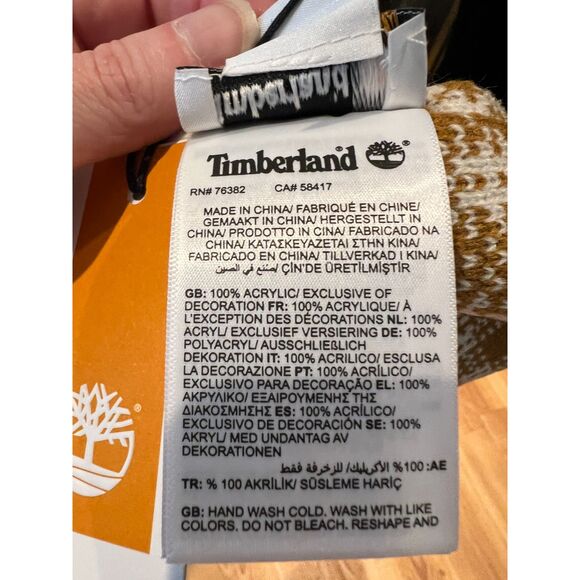 Timberland
Timberland®
RN# 76382 CA# 58417
MADE IN CHINA/ FABRIQUÉ EN CHINE/
GEMAAKT IN CHINA/ HERGESTELLT IN
CHINA/ PRODOTTO IN CINA/ FABRICADO NA
CHINA/ ΚΑΤΑΣΚΕΥΑΖΕΤΑΙ ΣΤΗΝ ΚΙΝΑ/
FABRICADO EN CHINA/ TILLVERKAD I KINA/
صنع في الصين/ ÇİN'DE ÜRETİLMİŞTİR
GB: 100% ACRYLIC/ EXCLUSIVE OF
DECORATION FR: 100% ACRYLIQUE/ À
L'EXCEPTION DES DÉCORATIONS NL: 100%
ACRYL/ EXCLUSIEF VERSIERING DE: 100%
POLYACRYL/ AUSSCHLIEßLICH
DEKORATION IT: 100% ACRILICO/ ESCLUSA
LA DECORAZIONE PT: 100% ACRÍLICO/
EXCLUSIVO PARA DECORAÇÃO EL: 100%
ΑΚΡΥΛΙΚΟ/ ΕΞΑΙΡΟΥΜΕΝΗΣ ΤΗΣ
ΔΙΑΚΟΣΜΗΣΗΣ ES: 100% ACRÍLICO/
EXCLUSIVO DE DECORACIÓN SE: 100%
AKRYL/ MED UNDANTAG AV
DEKORATIONEN
AE: 100% الأكريليك/ للزخرفة فقط
TR: % 100 AKRİLİK/ SÜSLEME HARİÇ
GB: HAND WASH COLD. WASH WITH LIKE
COLORS. DO NOT BLEACH. RESHAPE AND